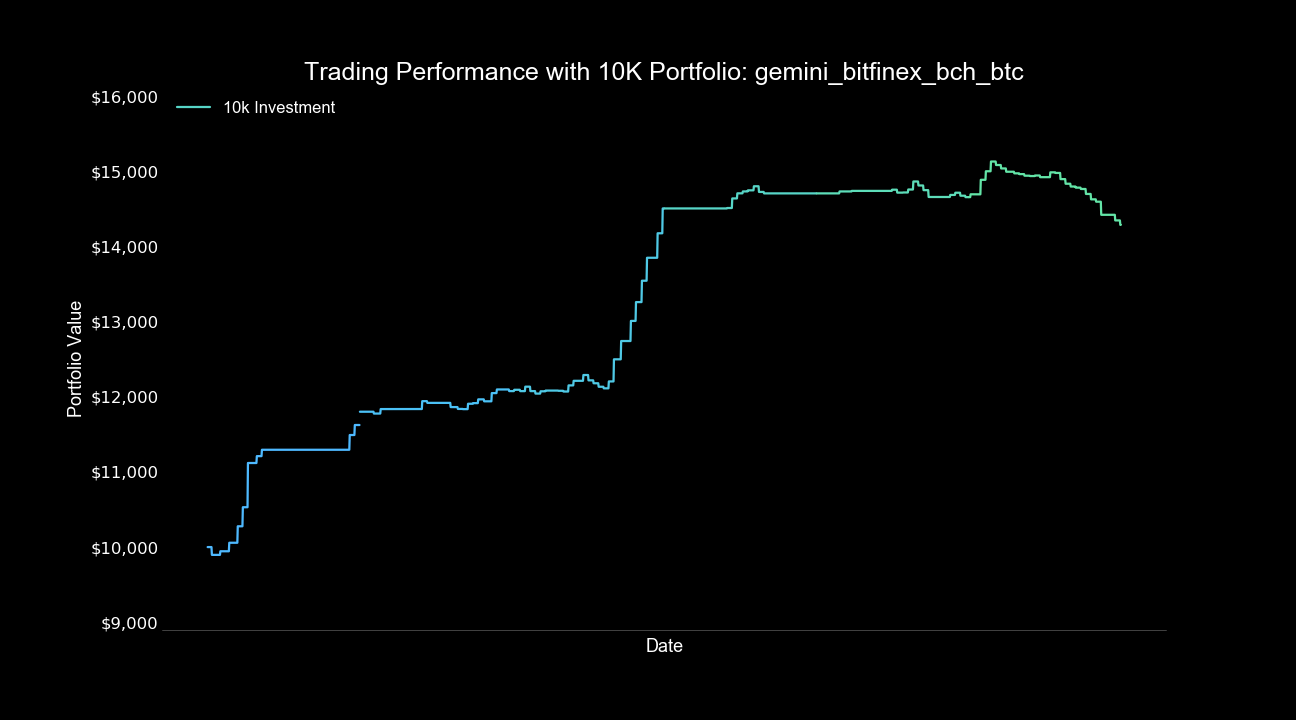 Trading Performance with 10K Portfolio: gemini_bitfinex_bch_btc
10k Investment
$16,000
$15,000
$14,000
$13,000
$12,000
$11,000
$10,000
$9,000
Portfolio Value
Date